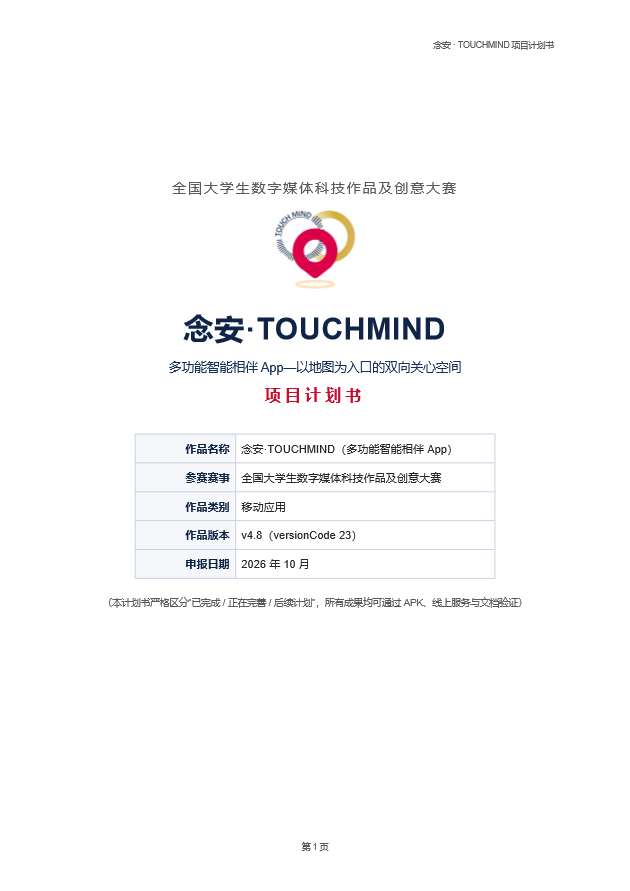 念安 · TOUCHMIND 项目计划书
全国大学生数字媒体科技作品及创意大赛
TOUCH MIND
念安·TOUCHMIND
多功能智能相伴 App—以地图为入口的双向关心空间
项目计划书
作品名称 念安·TOUCHMIND（多功能智能相伴 App）
参赛赛事 全国大学生数字媒体科技作品及创意大赛
作品类别 移动应用
作品版本 v4.8（versionCode 23）
申报日期 2026 年 10 月
（本计划书严格区分“已完成 / 正在完善 / 后续计划”，所有成果均可通过 APK、线上服务与文档验证）
第 1 页